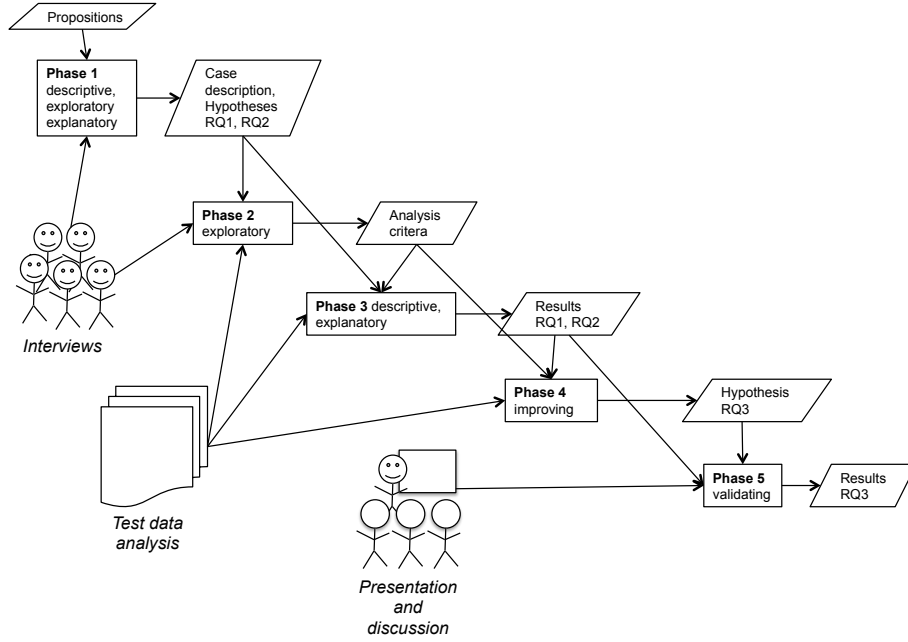 Propositions
Phase 1
descriptive,
exploratory
explanatory
Case
description,
Hypotheses
RQ1, RQ2
Phase 2
exploratory
Analysis
critera
Interviews
Phase 3 descriptive,
explanatory
Results
RQ1, RQ2
Phase 4
improving
Hypothesis
RQ3
Test data
analysis
Phase 5
validating
Results
RQ3
Presentation
and
discussion